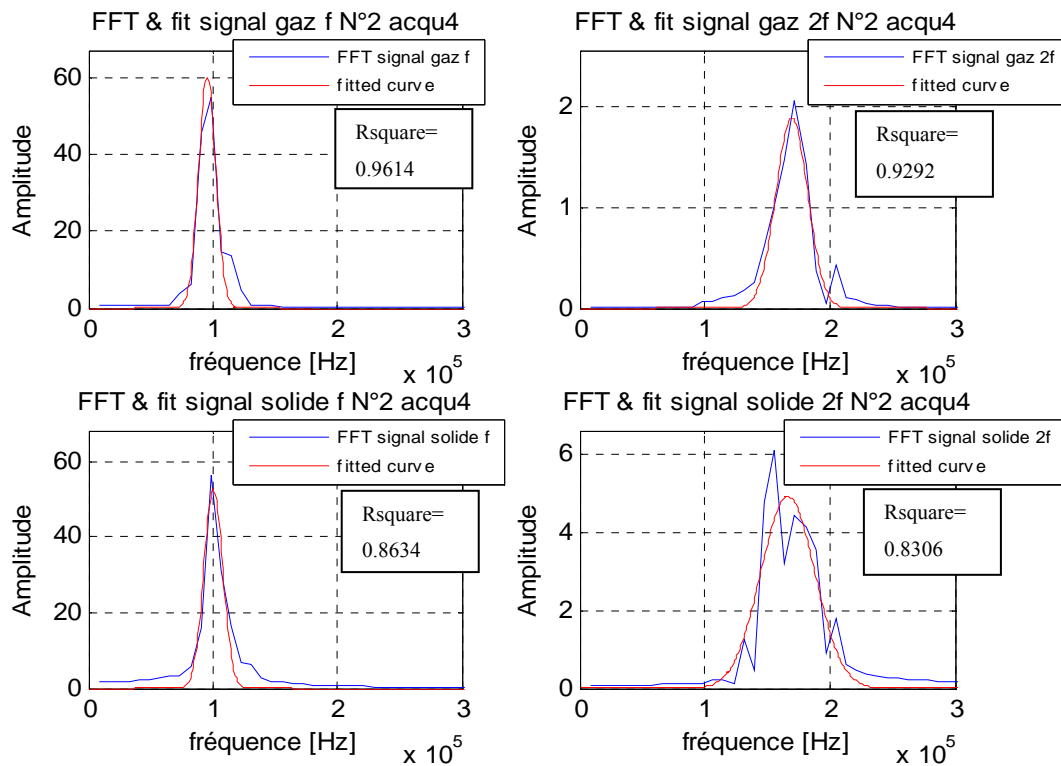 FFT & fit signal gaz f N°2 acqu4
FFT signal gaz f
fitted curve
Rsquare=
0.9614
Amplitude
60
40
20
0
0
1
2
3
fréquence [Hz]
x 10^5
FFT & fit signal gaz 2f N°2 acqu4
FFT signal gaz 2f
fitted curve
Rsquare=
0.9292
Amplitude
2
1
0
0
1
2
3
fréquence [Hz]
x 10^5
FFT & fit signal solide f N°2 acqu4
FFT signal solide f
fitted curve
Rsquare=
0.8634
Amplitude
60
40
20
0
0
1
2
3
fréquence [Hz]
x 10^5
FFT & fit signal solide 2f N°2 acqu4
FFT signal solide 2f
fitted curve
Rsquare=
0.8306
Amplitude
6
4
2
0
0
1
2
3
fréquence [Hz]
x 10^5